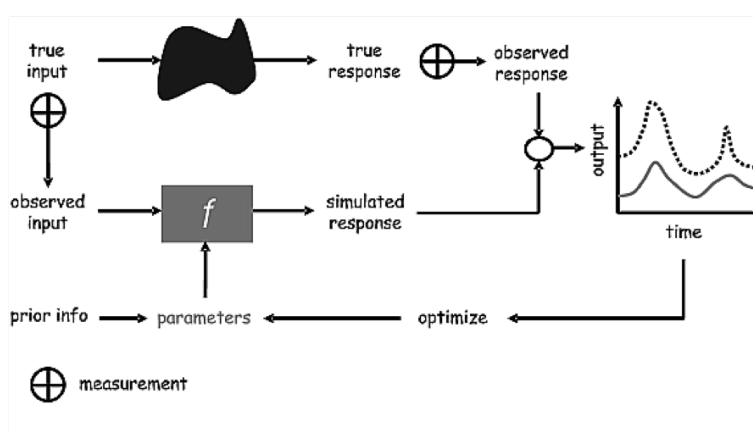 true
input
true
response
observed
response
output
time
observed
input
f
simulated
response
prior info
parameters
optimize
measurement